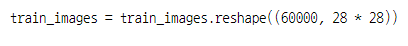 train_images = train_images.reshape((60000, 28 * 28))